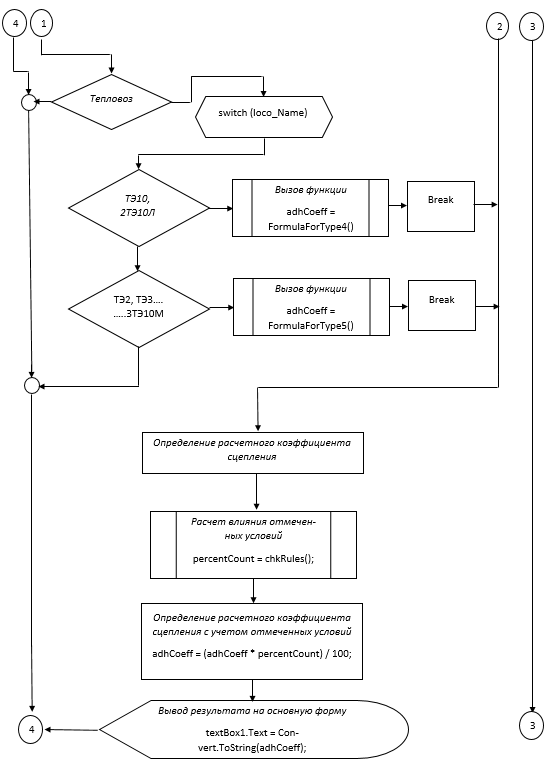 4
1
2
3
Тепловоз
switch (loco_Name)
ТЭ10,
2ТЭ10Л
Вызов функции
adhCoeff =
FormulaForType4()
Break
ТЭ2, ТЭ3....
.....3ТЭ10М
Вызов функции
adhCoeff =
FormulaForType5()
Break
Определение расчетного коэффициента
сцепления
Расчет влияния отмечен-
ных условий
percentCount = chkRules();
Определение расчетного коэффициента
сцепления с учетом отмеченных условий
adhCoeff = (adhCoeff * percentCount) / 100;
Вывод результата на основную форму
textBox1.Text = Con-
vert.ToString(adhCoeff);
4
3